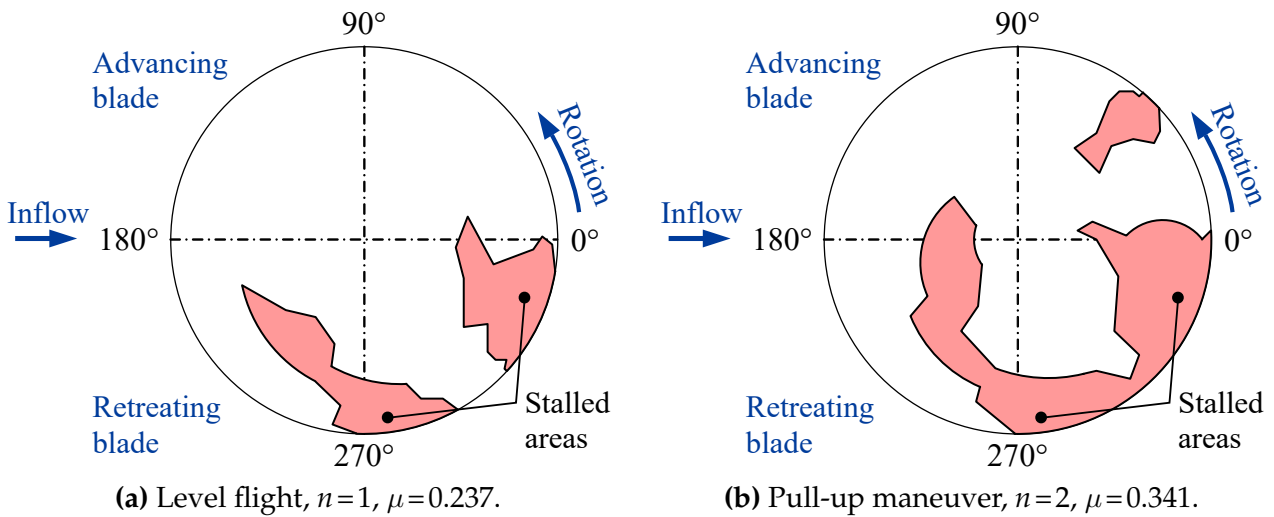 90°
Advancing
blade
Rotation
Inflow
180°
0°
Retreating
blade
Stalled
areas
270°
(a) Level flight, n=1, μ=0.237.
90°
Advancing
blade
Rotation
Inflow
180°
0°
Retreating
blade
Stalled
areas
270°
(b) Pull-up maneuver, n=2, μ=0.341.